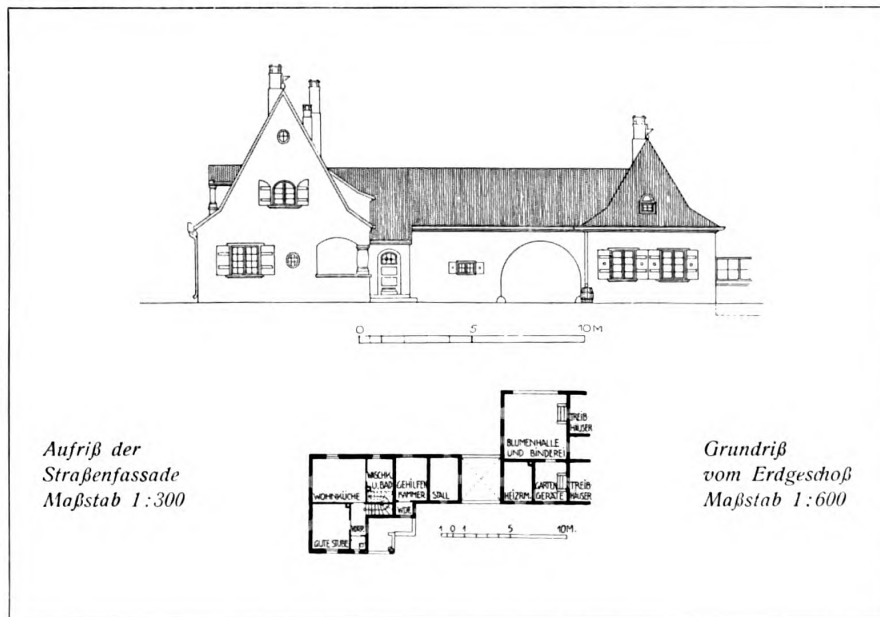 0 5 10M
Aufriß der
Straßenfassade
Maßstab 1:300
Grundriß
vom Erdgeschoß
Maßstab 1:600
BLUMENHALLE
UND BINDEREI
TREIB
HÄUSER
WOHNKÜCHE
WASCHK.
U. BAD
GEHILFEN
KAMMER
STALL
HEIZRM.
GARTEN
GERÄTE
TREIB
HÄUSER
GUTE STUBE
1 0 1 5 10M.